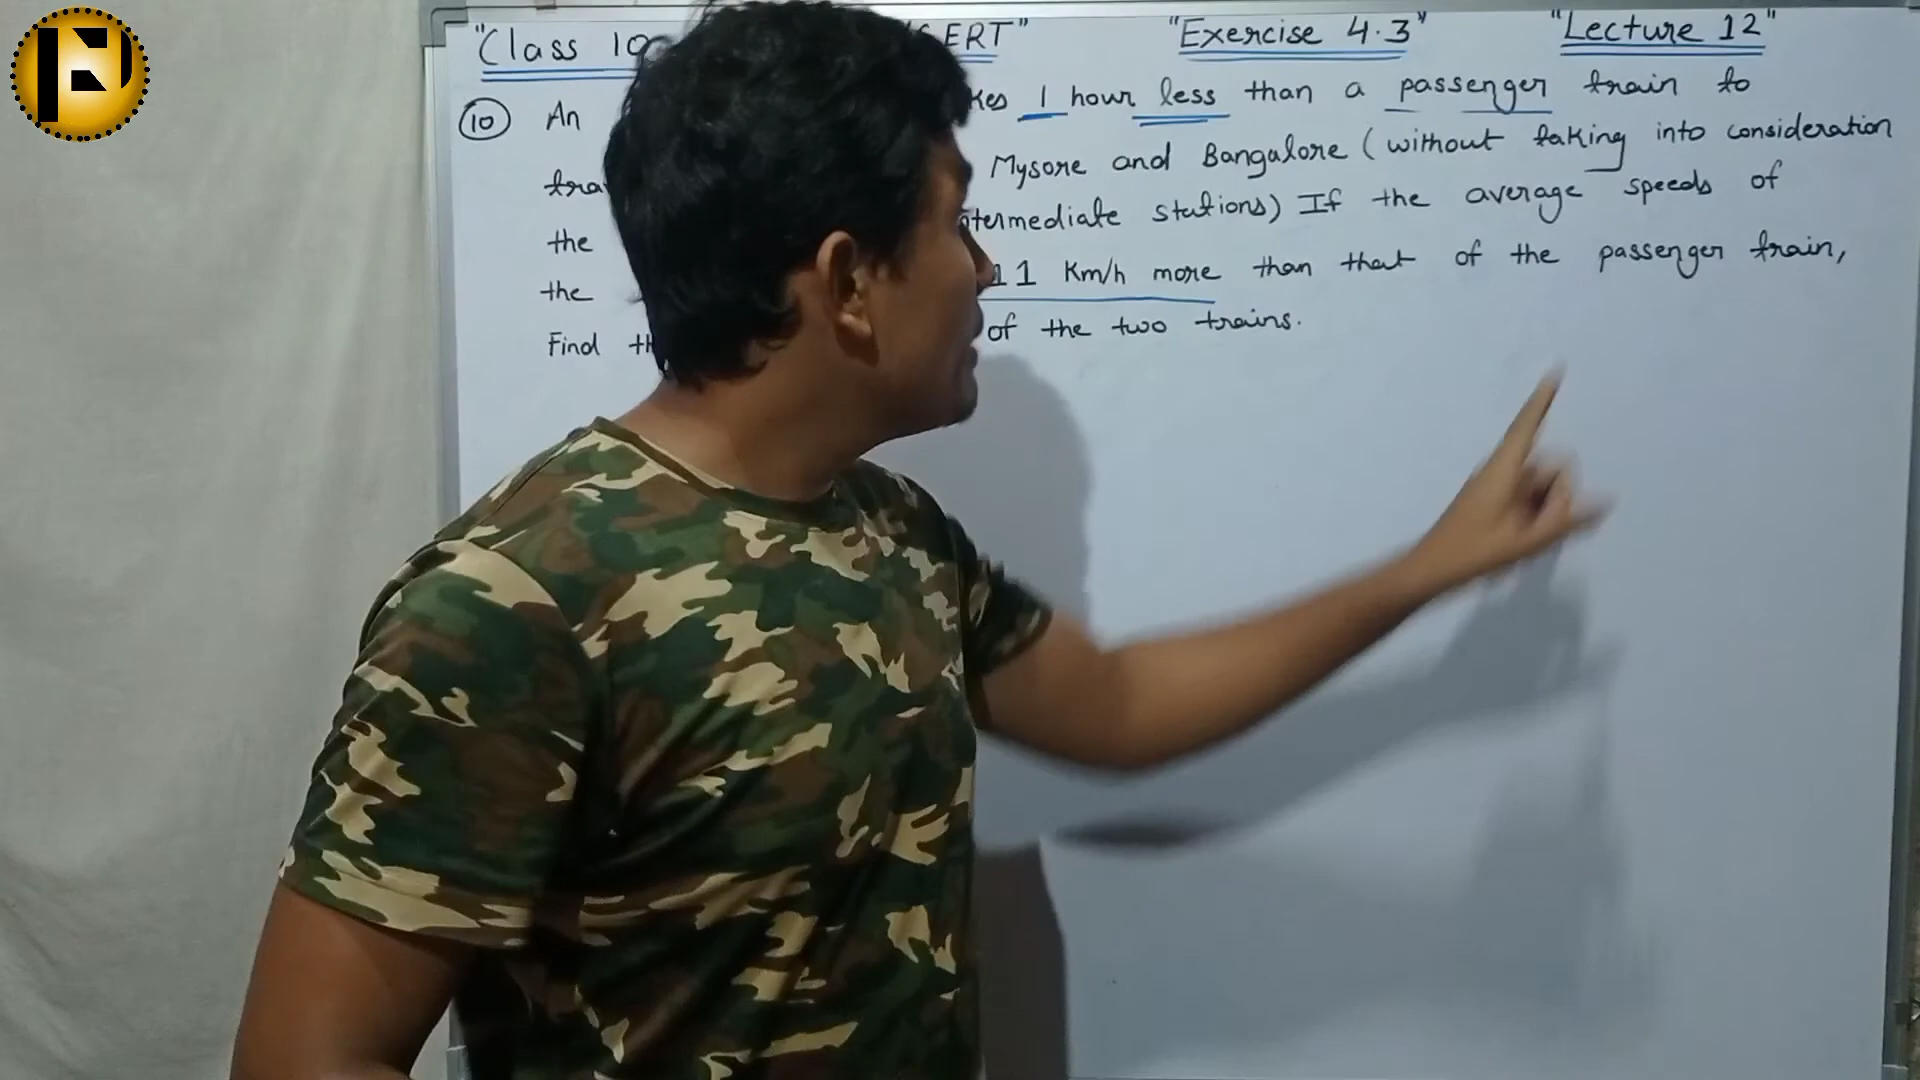 "Class 10 CERT" "Exercise 4.3" "Lecture 12"
10 An kes 1 hour less than a passenger train to
tra Mysore and Bangalore (without taking into consideration
the ntermediate stations) If the average speeds of
the 11 Km/h more than that of the passenger train,
Find th of the two trains.